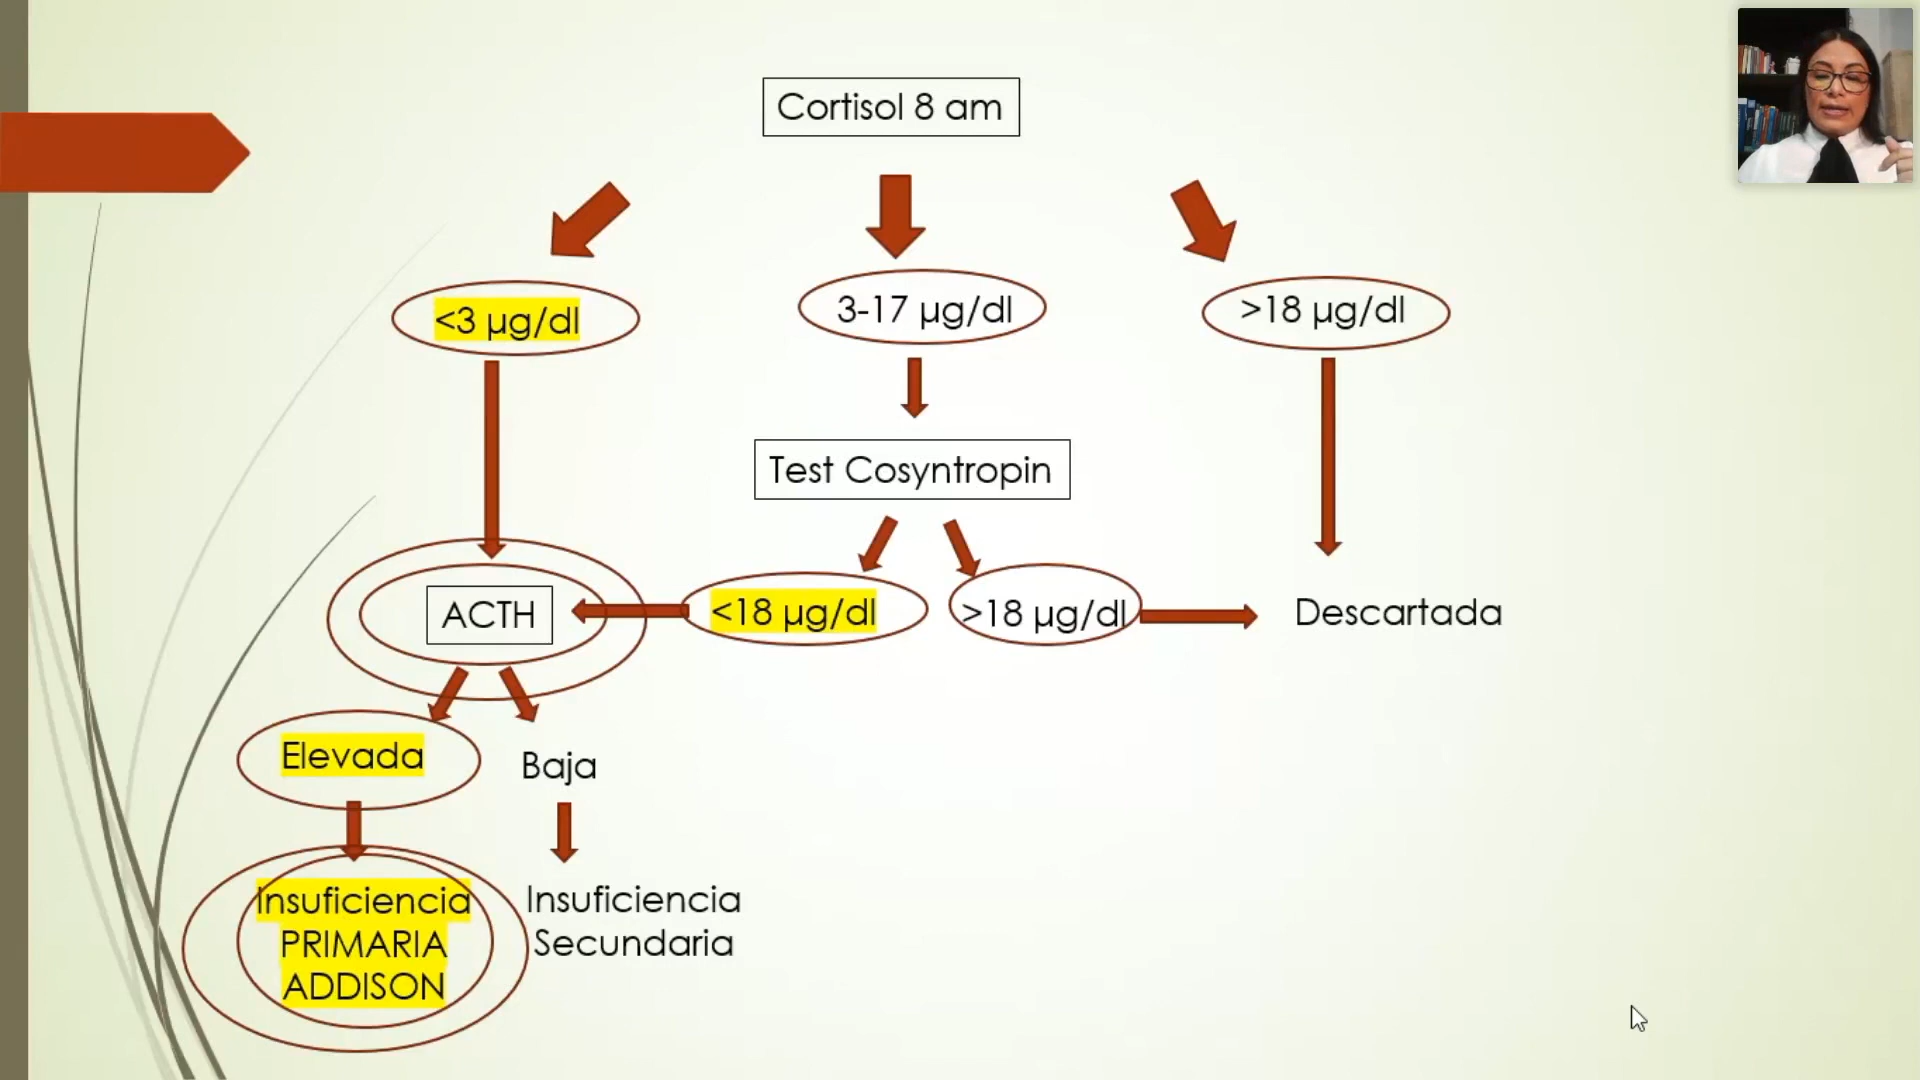 Cortisol 8 am
<3 µg/dl
3-17 µg/dl
>18 µg/dl
Test Cosyntropin
ACTH
<18 µg/dl
>18 µg/dl
Descartada
Elevada
Baja
Insuficiencia
PRIMARIA
ADDISON
Insuficiencia
Secundaria